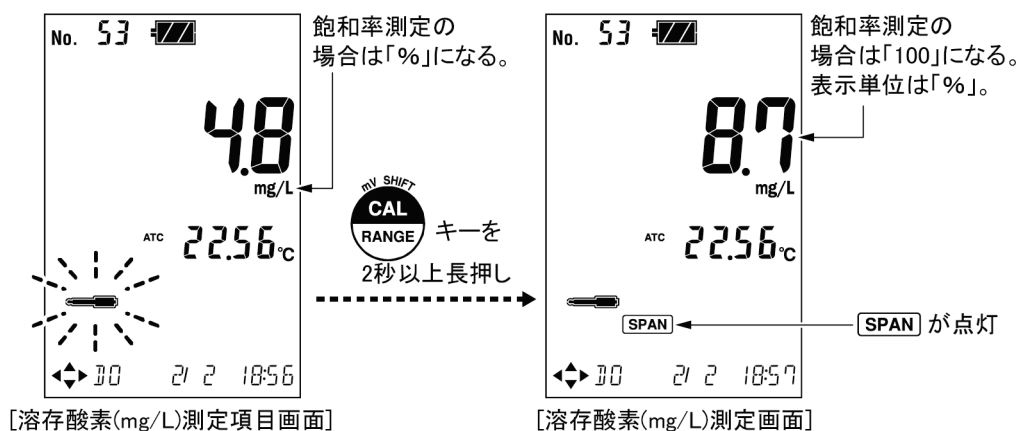 No. 53
4.8
mg/L
ATC 22.56℃
DO 21 2 18:56
[溶存酸素(mg/L)測定項目画面]
飽和率測定の
場合は「%」になる。
mV SHIFT
CAL
RANGE
キーを
2秒以上長押し
No. 53
8.7
mg/L
ATC 22.56℃
SPAN
DO 21 2 18:57
[溶存酸素(mg/L)測定画面]
飽和率測定の
場合は「100」になる。
表示単位は「%」。
SPAN が点灯